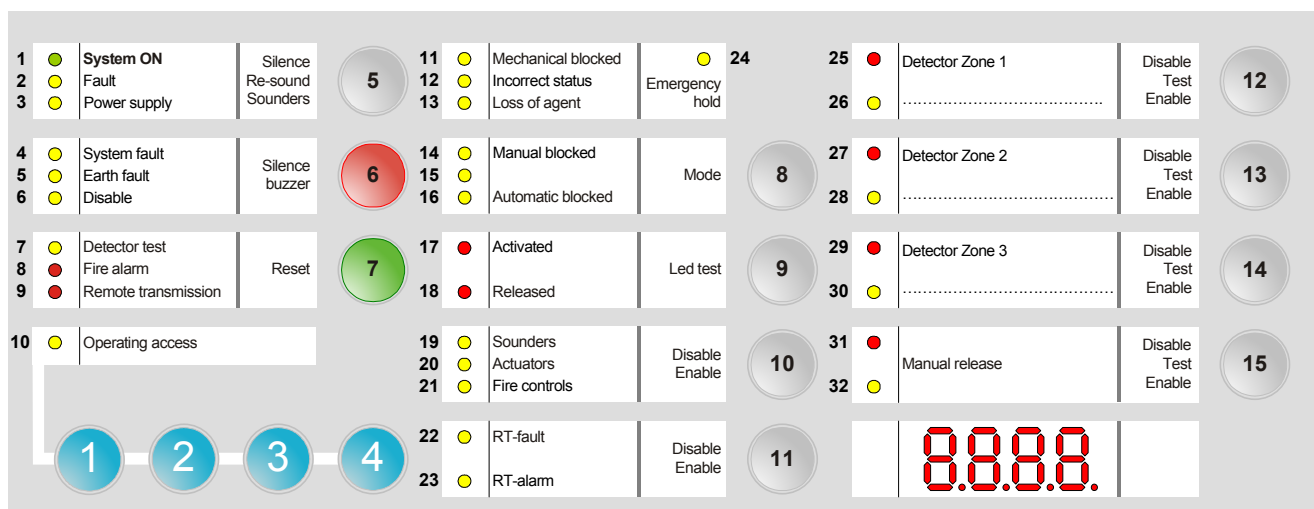 1 System ON
2 Fault
3 Power supply
Silence
Re-sound
Sounders
5
4 System fault
5 Earth fault
6 Disable
Silence
buzzer
6
7 Detector test
8 Fire alarm
9 Remote transmission
Reset
7
10 Operating access
1 2 3 4
11 Mechanical blocked
12 Incorrect status
13 Loss of agent
24
Emergency
hold
14 Manual blocked
15
16 Automatic blocked
Mode
8
17 Activated
18 Released
Led test
9
19 Sounders
20 Actuators
21 Fire controls
Disable
Enable
10
22 RT-fault
23 RT-alarm
Disable
Enable
11
25 Detector Zone 1
26 ......................................
Disable
Test
Enable
12
27 Detector Zone 2
28 ........................................
Disable
Test
Enable
13
29 Detector Zone 3
30 ........................................
Disable
Test
Enable
14
31
Manual release
32
Disable
Test
Enable
15
8.8.8.8.